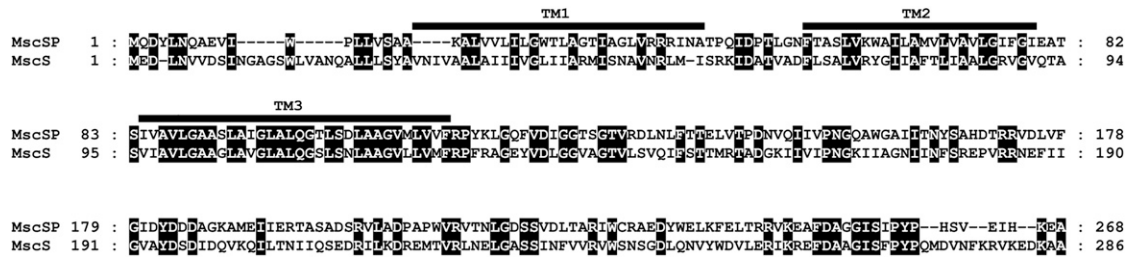 TM1 TM2
MscSP 1 : MQDYLNQAEVI-----W-----PLLVSAA----KALVVLILGWTLAGTIAGLVRRRINATPQIDPTLGNFTASLVKWAILAMVLVAVLGIFGIEAT : 82
MscS 1 : MED-LNVVDSINGAGSWLVANQALLLSYAVNIVAALAIIIVGLIIARMISNAVNRLM-ISRKIDATVADFLSALVRYGIIAFTLIAALGRVGVQTA : 94
TM3
MscSP 83 : SIVAVLGAASLAIGLALQGTLSDLAAGVMLVVFRPYKLGQFVDIGGTSGTVRDLNLFTTELVTPDNVQIIVPNGQAWGAIITNYSAHDTRRVDLVF : 178
MscS 95 : SVIAVLGAAGLAVGLALQGSLSNLAAGVLLVMFRPFRAGEYVDLGGVAGTVLSVQIFSTTMRTADGKIIVIPNGKIIAGNIINFSREPVRRNEFII : 190
MscSP 179 : GIDYDDDAGKAMEIIERTASADSRVLADPAPWVRVTNLGDSSVDLTARIWCRAEDYWELKFELTRRVKEAFDAGGISIPYP--HSV--EIH--KEA : 268
MscS 191 : GVAYDSDIDQVKQILTNIIQSEDRILKDREMTVRLNELGASSINFVVRVWSNSGDLQNVYWDVLERIKREFDAAGISFPYPQMDVNFKRVKEDKAA : 286